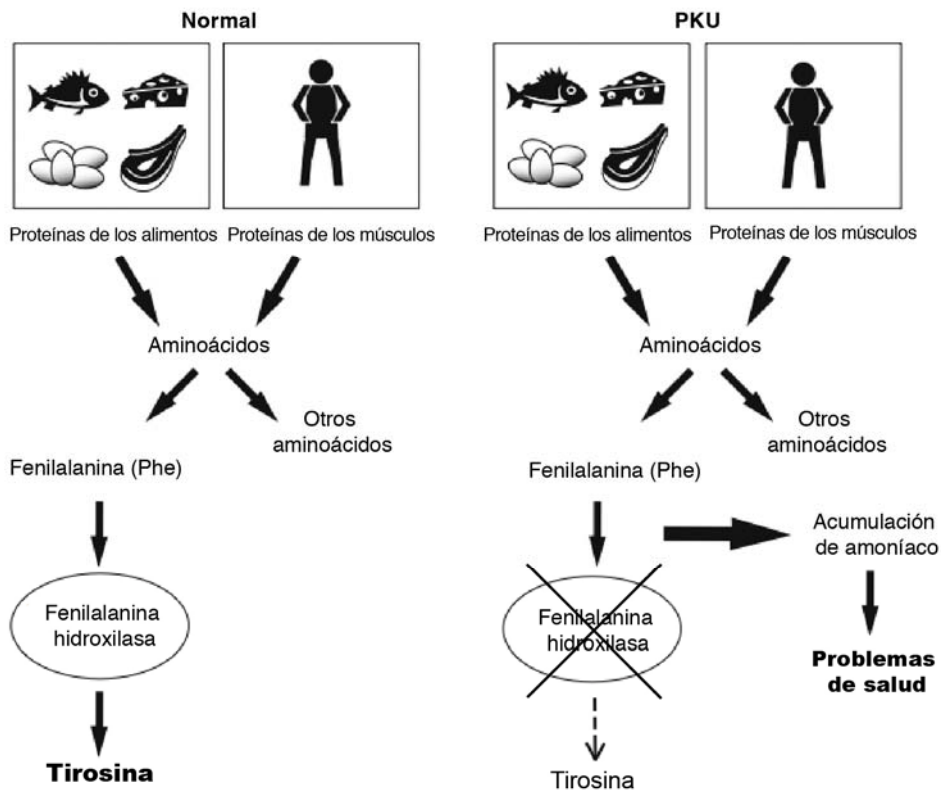 Normal
Proteínas de los alimentos
Proteínas de los músculos
Aminoácidos
Otros
aminoácidos
Fenilalanina (Phe)
Fenilalanina
hidroxilasa
Tirosina
PKU
Proteínas de los alimentos
Proteínas de los músculos
Aminoácidos
Otros
aminoácidos
Fenilalanina (Phe)
Acumulación
de amoníaco
Fenilalanina
hidroxilasa
Problemas
de salud
Tirosina